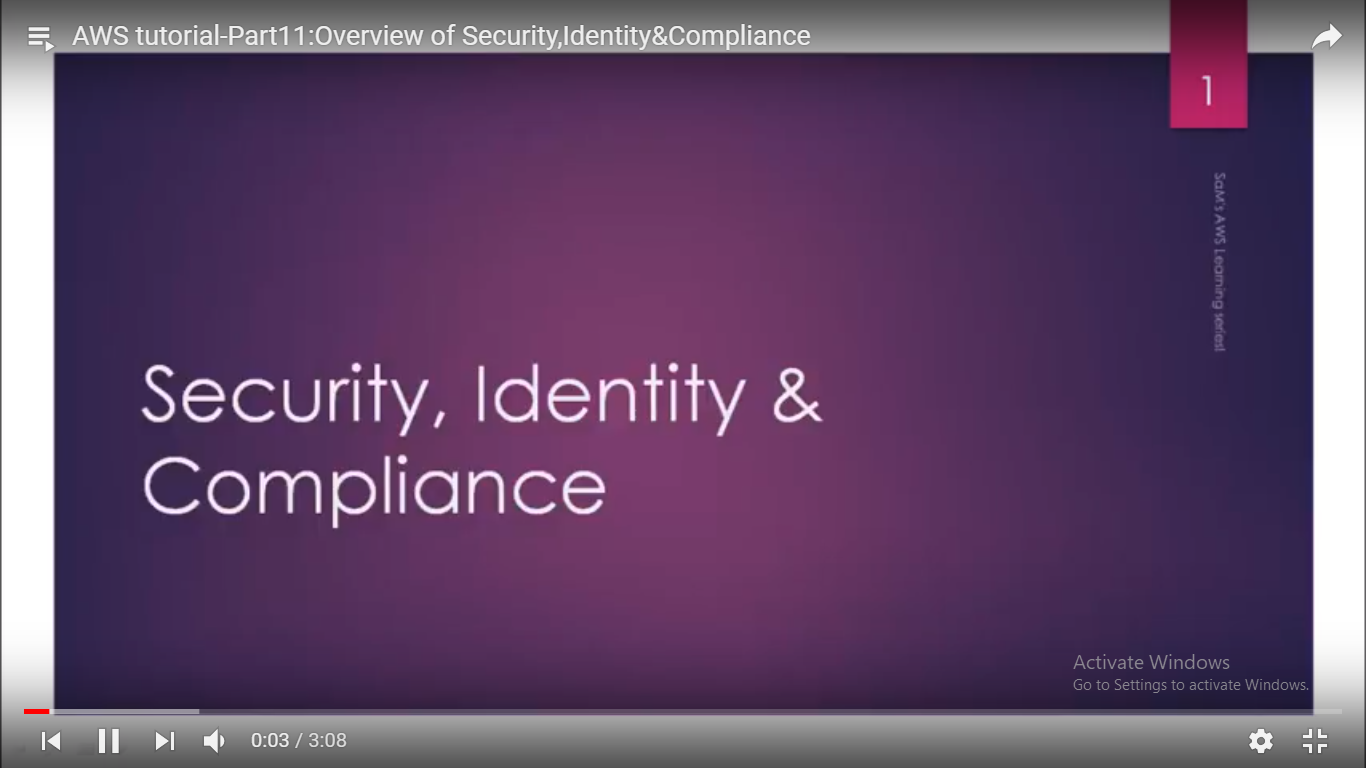 AWS tutorial-Part11:Overview of Security,Identity&Compliance
1
SaM's AWS Learning series!
Security, Identity &
Compliance
Activate Windows
Go to Settings to activate Windows.
0:03 / 3:08